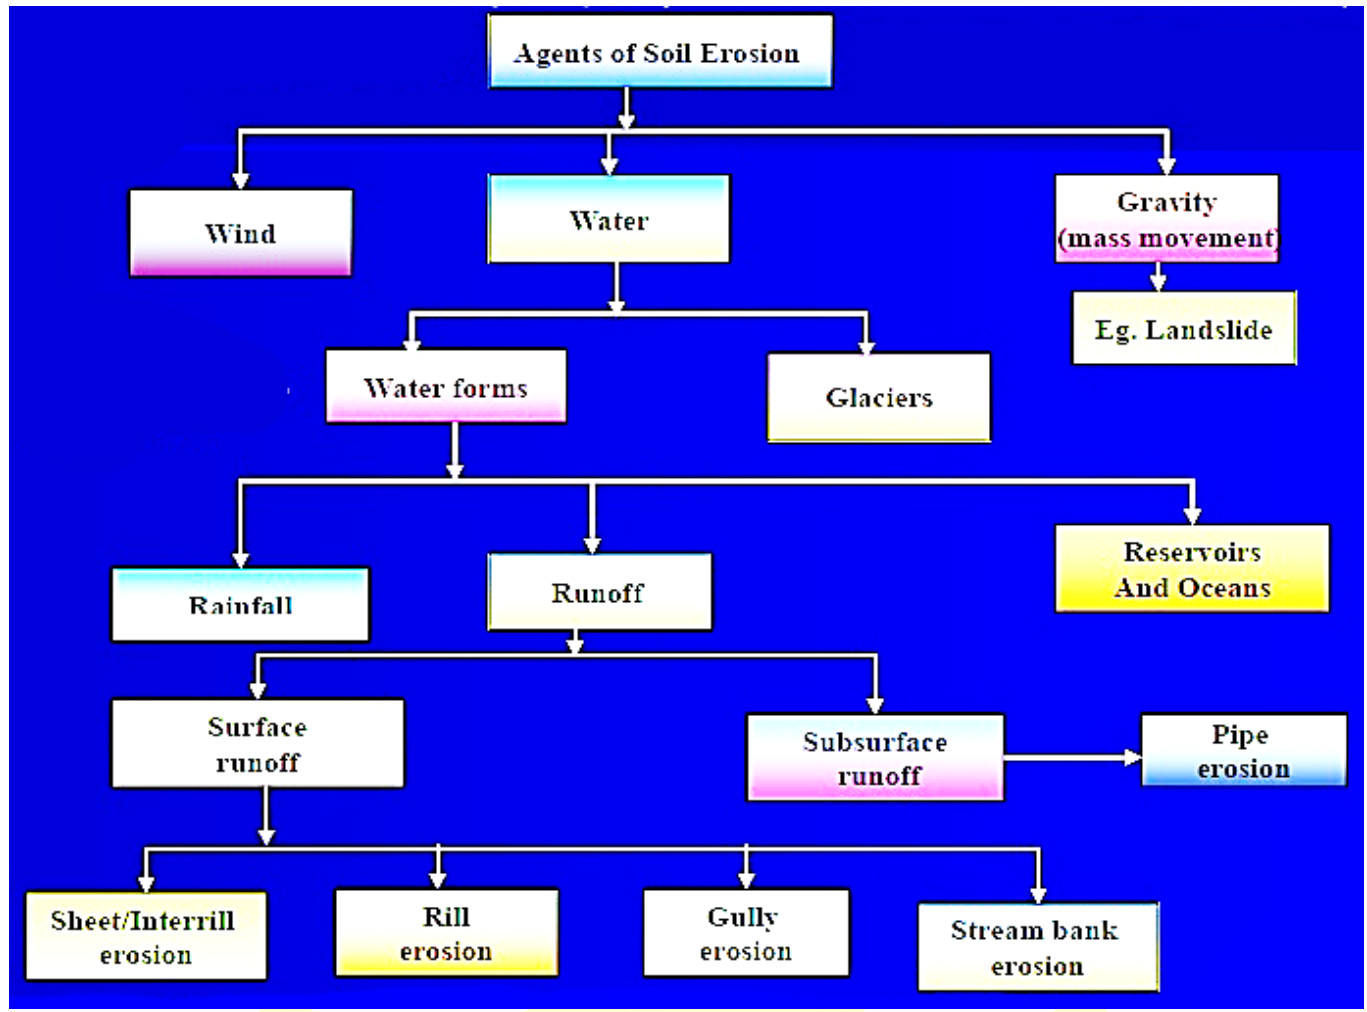 Agents of Soil Erosion
Wind
Water
Gravity
(mass movement)
Eg. Landslide
Water forms
Glaciers
Rainfall
Runoff
Reservoirs
And Oceans
Surface
runoff
Subsurface
runoff
Pipe
erosion
Sheet/Interrill
erosion
Rill
erosion
Gully
erosion
Stream bank
erosion